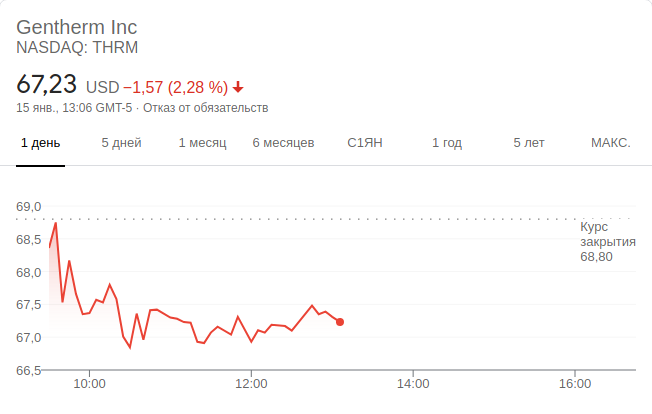 Gentherm Inc
NASDAQ: THRM
67,23 USD −1,57 (2,28 %)
15 янв., 13:06 GMT-5 · Отказ от обязательств
1 день 5 дней 1 месяц 6 месяцев С1ЯН 1 год 5 лет МАКС.
69,0
Курс
закрытия
68,80
68,5
68,0
67,5
67,0
66,5
10:00 12:00 14:00 16:00